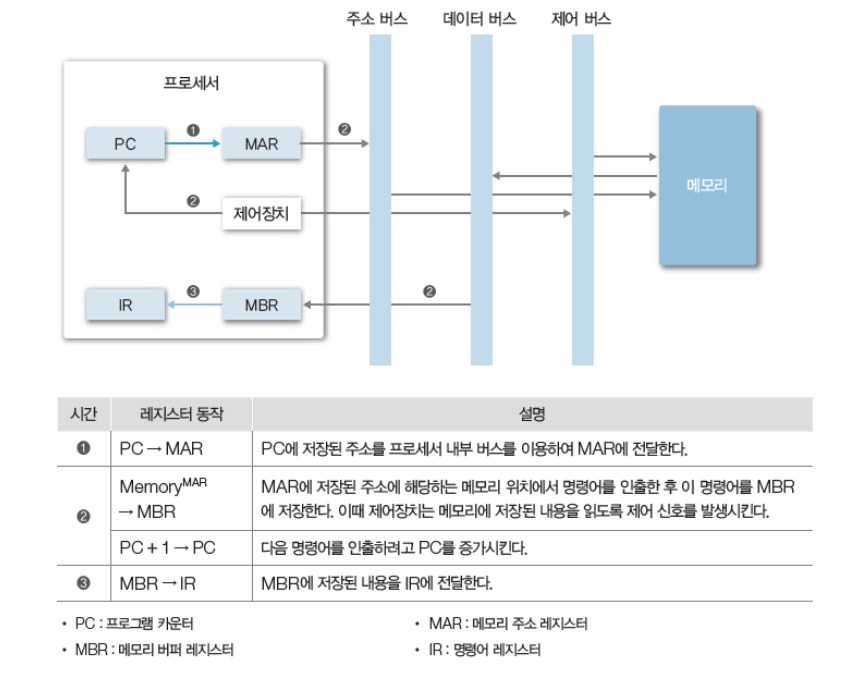 주소 버스 데이터 버스 제어 버스
프로세서
PC ❶ MAR ❷
메모리
❷ 제어장치
IR ❸ MBR ❷
시간 레지스터 동작 설명
❶ PC → MAR PC에 저장된 주소를 프로세서 내부 버스를 이용하여 MAR에 전달한다.
❷ Memory^MAR → MBR MAR에 저장된 주소에 해당하는 메모리 위치에서 명령어를 인출한 후 이 명령어를 MBR
에 저장한다. 이때 제어장치는 메모리에 저장된 내용을 읽도록 제어 신호를 발생시킨다.
PC + 1 → PC 다음 명령어를 인출하려고 PC를 증가시킨다.
❸ MBR → IR MBR에 저장된 내용을 IR에 전달한다.
• PC : 프로그램 카운터 • MAR : 메모리 주소 레지스터
• MBR : 메모리 버퍼 레지스터 • IR : 명령어 레지스터